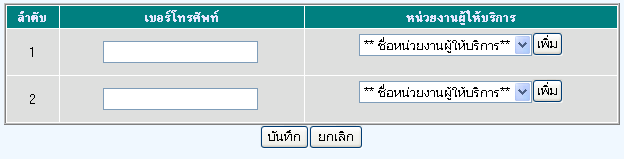 ลำดับ เบอร์โทรศัพท์ หน่วยงานผู้ให้บริการ
1 ** ชื่อหน่วยงานผู้ให้บริการ** เพิ่ม
2 ** ชื่อหน่วยงานผู้ให้บริการ** เพิ่ม
บันทึก ยกเลิก